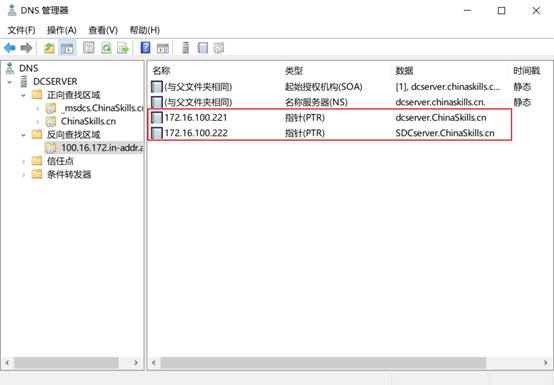 DNS 管理器
文件(F) 操作(A) 查看(V) 帮助(H)
DNS
DCSERVER
正向查找区域
_msdcs.ChinaSkills.cn
ChinaSkills.cn
反向查找区域
100.16.172.in-addr.a
信任点
条件转发器
名称 类型 数据 时间戳
(与父文件夹相同) 起始授权机构(SOA) [1], dcserver.chinaskills.c... 静态
(与父文件夹相同) 名称服务器(NS) dcserver.chinaskills.cn. 静态
172.16.100.221 指针(PTR) dcserver.ChinaSkills.cn
172.16.100.222 指针(PTR) SDCserver.ChinaSkills.cn